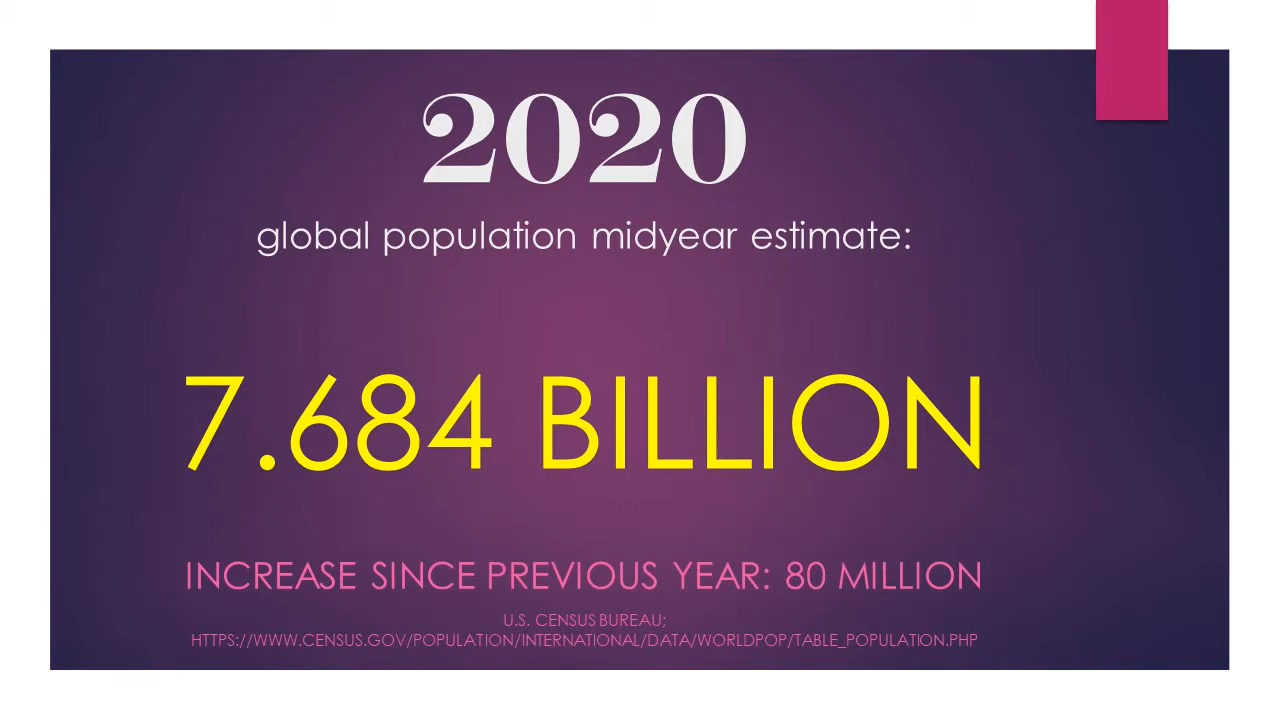 2020
global population midyear estimate:
7.684 BILLION
INCREASE SINCE PREVIOUS YEAR: 80 MILLION
U.S. CENSUS BUREAU;
HTTPS://WWW.CENSUS.GOV/POPULATION/INTERNATIONAL/DATA/WORLDPOP/TABLE_POPULATION.PHP